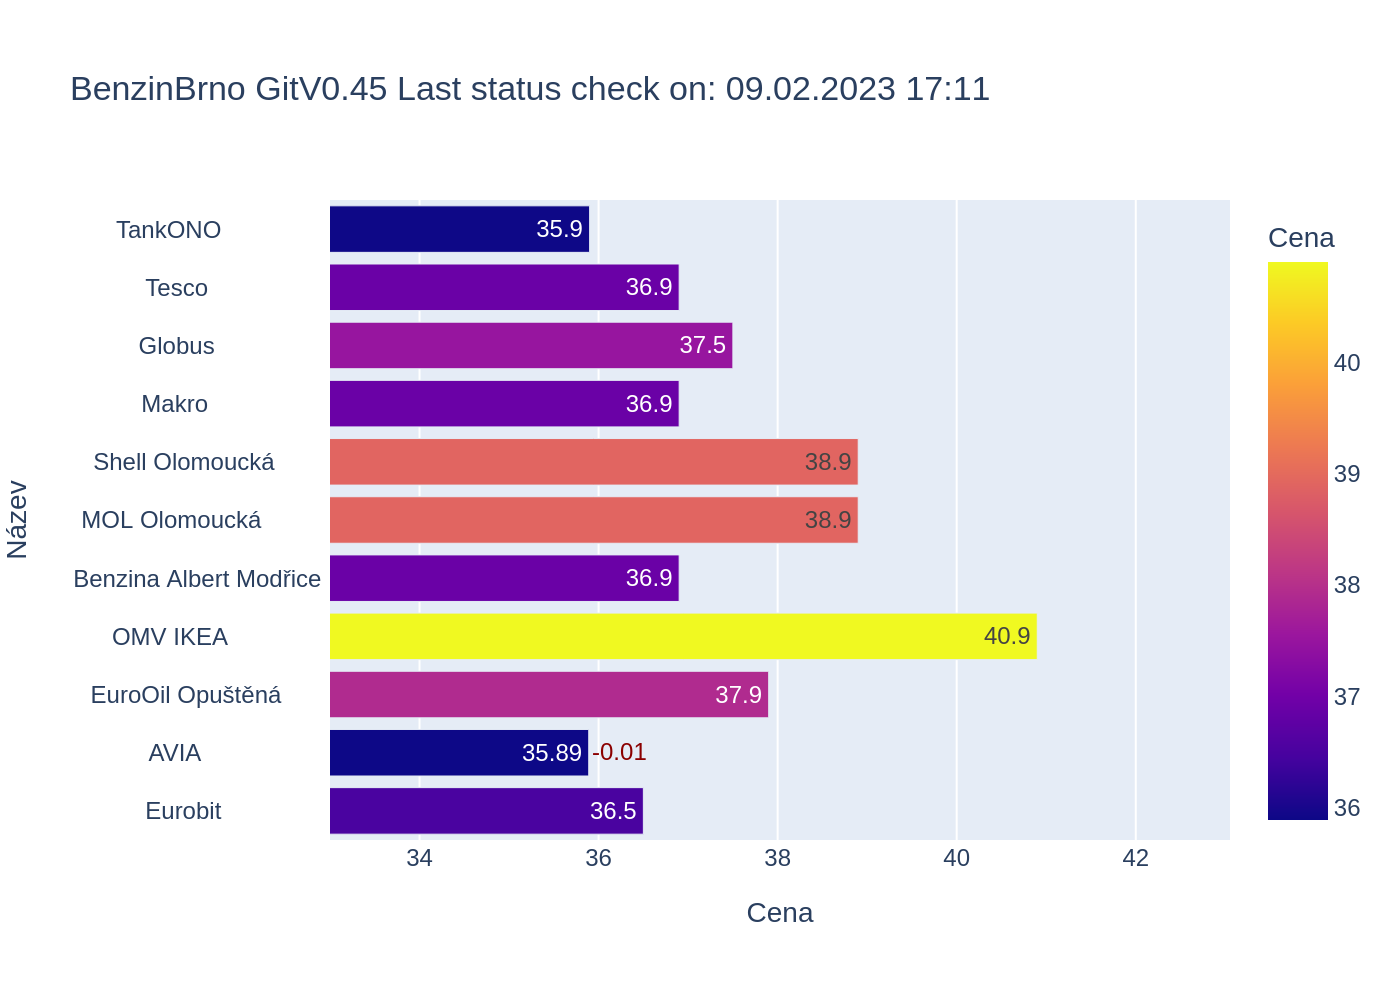 BenzinBrno GitV0.45 Last status check on: 09.02.2023 17:11
TankONO 35.9
Tesco 36.9
Globus 37.5
Makro 36.9
Shell Olomoucká 38.9
MOL Olomoucká 38.9
Benzina Albert Modřice 36.9
OMV IKEA 40.9
EuroOil Opuštěná 37.9
AVIA 35.89 -0.01
Eurobit 36.5
34 36 38 40 42
Cena
Název
Cena
40
39
38
37
36